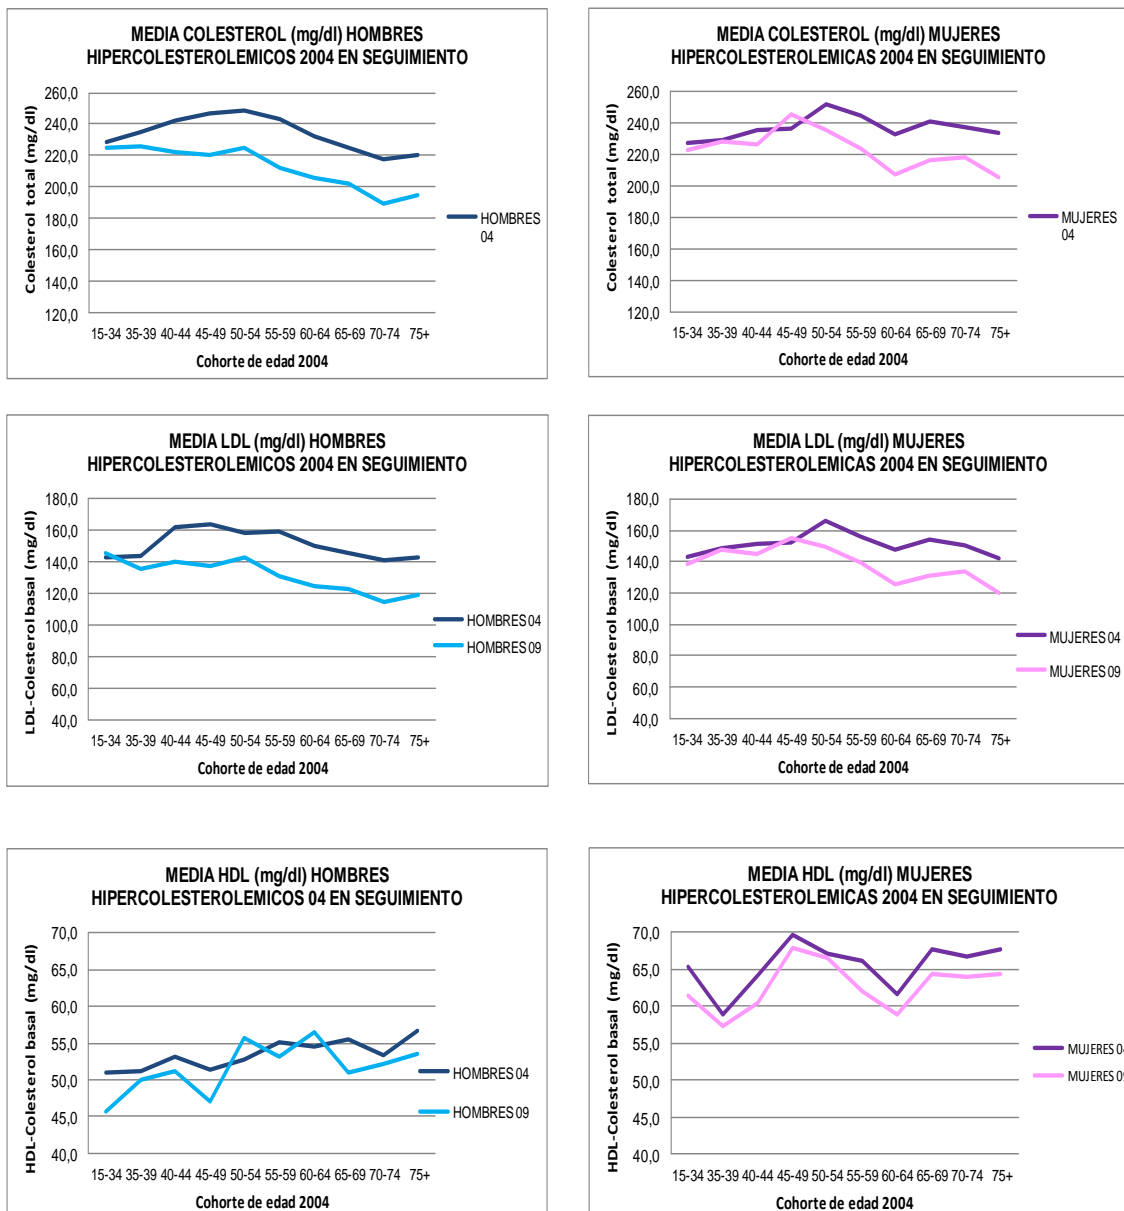 MEDIA COLESTEROL (mg/dl) HOMBRES
HIPERCOLESTEROLEMICOS 2004 EN SEGUIMIENTO
Colesterol total (mg/dl)
260,0
240,0
220,0
200,0
180,0
160,0
140,0
120,0
15-34 35-39 40-44 45-49 50-54 55-59 60-64 65-69 70-74 75+
Cohorte de edad 2004
HOMBRES
04
MEDIA COLESTEROL (mg/dl) MUJERES
HIPERCOLESTEROLEMICAS 2004 EN SEGUIMIENTO
Colesterol total (mg/dl)
260,0
240,0
220,0
200,0
180,0
160,0
140,0
120,0
15-34 35-39 40-44 45-49 50-54 55-59 60-64 65-69 70-74 75+
Cohorte de edad 2004
MUJERES
04
MEDIA LDL (mg/dl) HOMBRES
HIPERCOLESTEROLEMICOS 2004 EN SEGUIMIENTO
LDL-Colesterol basal (mg/dl)
180,0
160,0
140,0
120,0
100,0
80,0
60,0
40,0
15-34 35-39 40-44 45-49 50-54 55-59 60-64 65-69 70-74 75+
Cohorte de edad 2004
HOMBRES 04
HOMBRES 09
MEDIA LDL (mg/dl) MUJERES
HIPERCOLESTEROLEMICAS 2004 EN SEGUIMIENTO
LDL-Colesterol basal (mg/dl)
180,0
160,0
140,0
120,0
100,0
80,0
60,0
40,0
15-34 35-39 40-44 45-49 50-54 55-59 60-64 65-69 70-74 75+
Cohorte de edad 2004
MUJERES 04
MUJERES 09
MEDIA HDL (mg/dl) HOMBRES
HIPERCOLESTEROLEMICOS 04 EN SEGUIMIENTO
HDL-Colesterol basal (mg/dl)
70,0
65,0
60,0
55,0
50,0
45,0
40,0
15-34 35-39 40-44 45-49 50-54 55-59 60-64 65-69 70-74 75+
Cohorte de edad 2004
HOMBRES 04
HOMBRES 09
MEDIA HDL (mg/dl) MUJERES
HIPERCOLESTEROLEMICAS 2004 EN SEGUIMIENTO
HDL-Colesterol basal (mg/dl)
70,0
65,0
60,0
55,0
50,0
45,0
40,0
15-34 35-39 40-44 45-49 50-54 55-59 60-64 65-69 70-74 75+
Cohorte de edad 2004
MUJERES 04
MUJERES 09